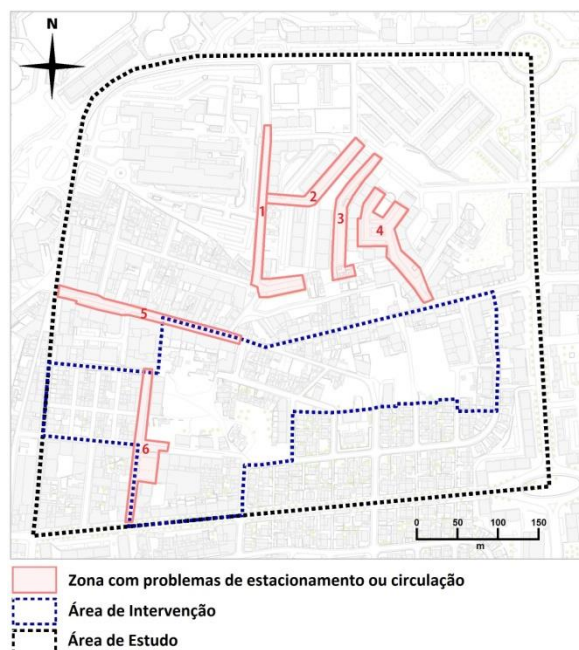 N
1
2
3
4
5
6
0 50 100 150
m
Zona com problemas de estacionamento ou circulação
Área de Intervenção
Área de Estudo